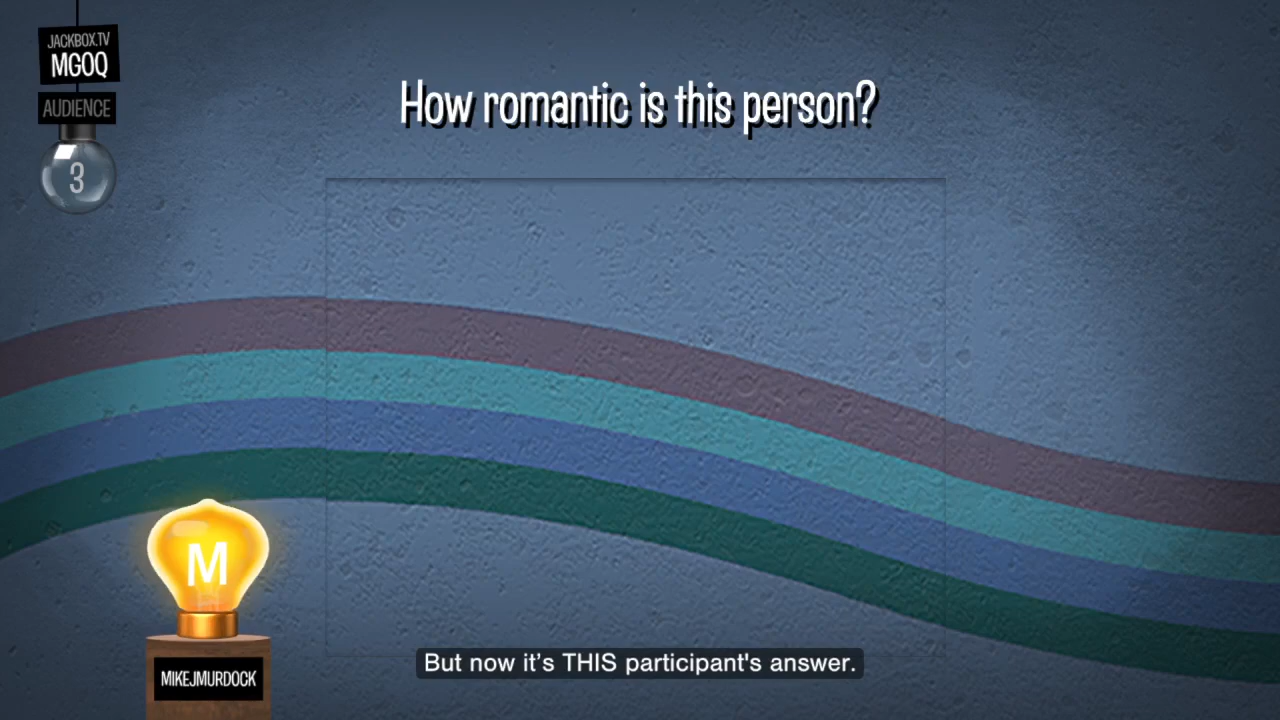 JACKBOX.TV
MGOQ
AUDIENCE
3
How romantic is this person?
M
MIKEJMURDOCK
But now it’s THIS participant's answer.